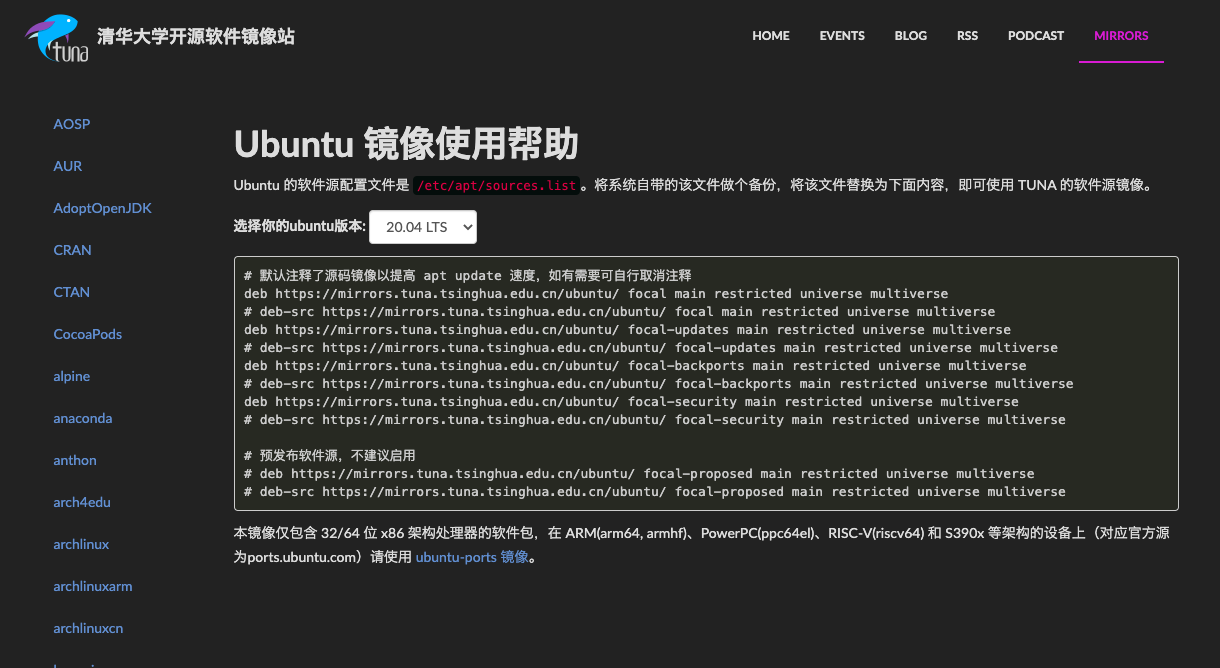 tuna 清华大学开源软件镜像站
HOME EVENTS BLOG RSS PODCAST MIRRORS
AOSP
AUR
AdoptOpenJDK
CRAN
CTAN
CocoaPods
alpine
anaconda
anthon
arch4edu
archlinux
archlinuxarm
archlinuxcn
Ubuntu 镜像使用帮助
Ubuntu 的软件源配置文件是 /etc/apt/sources.list。将系统自带的该文件做个备份，将该文件替换为下面内容，即可使用 TUNA 的软件源镜像。
选择你的ubuntu版本: 20.04 LTS
# 默认注释了源码镜像以提高 apt update 速度，如有需要可自行取消注释
deb https://mirrors.tuna.tsinghua.edu.cn/ubuntu/ focal main restricted universe multiverse
# deb-src https://mirrors.tuna.tsinghua.edu.cn/ubuntu/ focal main restricted universe multiverse
deb https://mirrors.tuna.tsinghua.edu.cn/ubuntu/ focal-updates main restricted universe multiverse
# deb-src https://mirrors.tuna.tsinghua.edu.cn/ubuntu/ focal-updates main restricted universe multiverse
deb https://mirrors.tuna.tsinghua.edu.cn/ubuntu/ focal-backports main restricted universe multiverse
# deb-src https://mirrors.tuna.tsinghua.edu.cn/ubuntu/ focal-backports main restricted universe multiverse
deb https://mirrors.tuna.tsinghua.edu.cn/ubuntu/ focal-security main restricted universe multiverse
# deb-src https://mirrors.tuna.tsinghua.edu.cn/ubuntu/ focal-security main restricted universe multiverse
# 预发布软件源，不建议启用
# deb https://mirrors.tuna.tsinghua.edu.cn/ubuntu/ focal-proposed main restricted universe multiverse
# deb-src https://mirrors.tuna.tsinghua.edu.cn/ubuntu/ focal-proposed main restricted universe multiverse
本镜像仅包含 32/64 位 x86 架构处理器的软件包，在 ARM(arm64, armhf)、PowerPC(ppc64el)、RISC-V(riscv64) 和 S390x 等架构的设备上（对应官方源
为ports.ubuntu.com）请使用 ubuntu-ports 镜像。